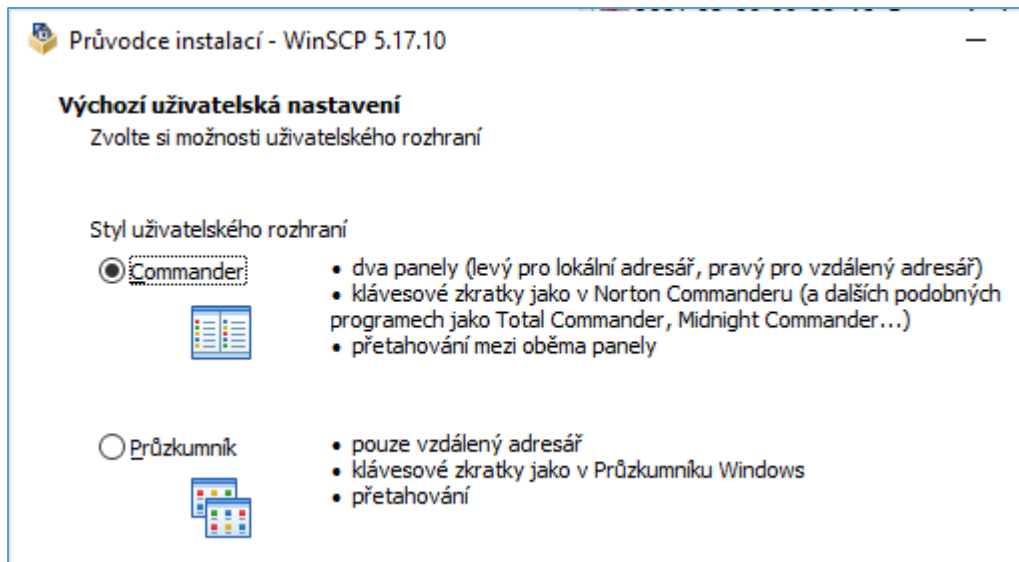 Průvodce instalací - WinSCP 5.17.10
Výchozí uživatelská nastavení
Zvolte si možnosti uživatelského rozhraní
Styl uživatelského rozhraní
Commander
• dva panely (levý pro lokální adresář, pravý pro vzdálený adresář)
• klávesové zkratky jako v Norton Commanderu (a dalších podobných
programech jako Total Commander, Midnight Commander...)
• přetahování mezi oběma panely
Průzkumník
• pouze vzdálený adresář
• klávesové zkratky jako v Průzkumníku Windows
• přetahování